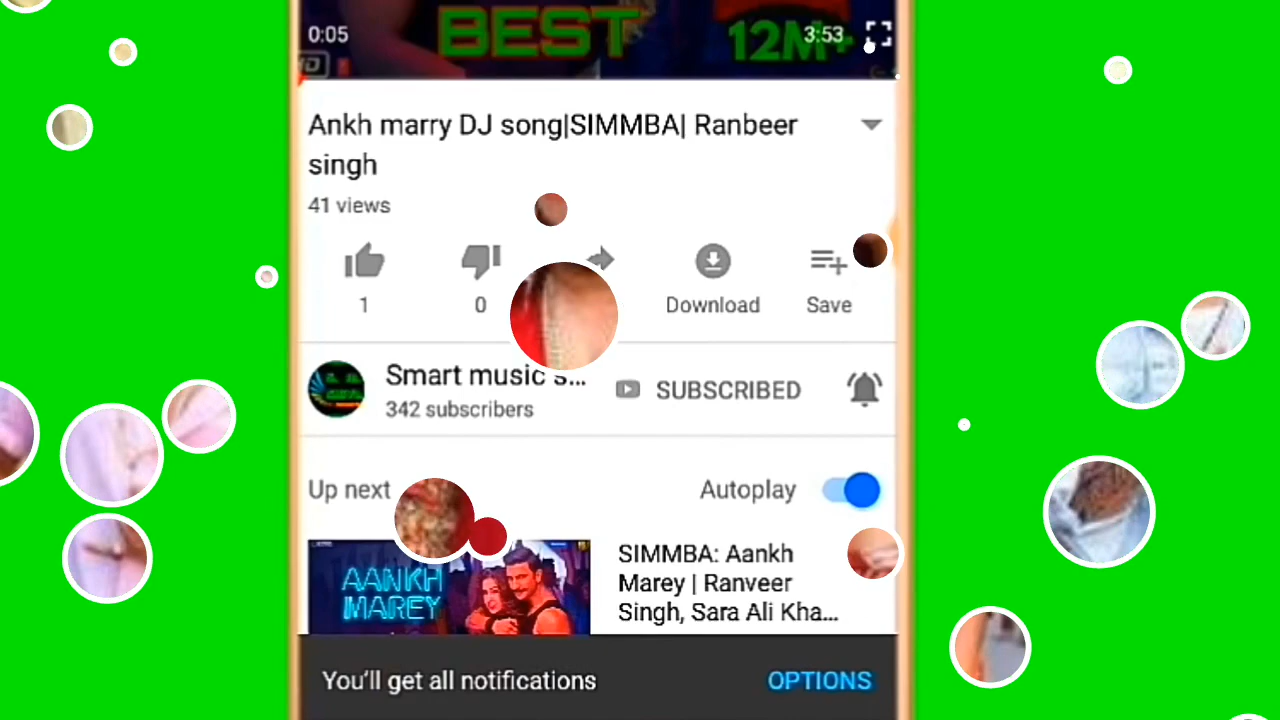 BEST
12M+
0:05
3:53
HD
Ankh marry DJ song|SIMMBA| Ranbeer
singh
41 views
1
0
Download
Save
Smart music s...
342 subscribers
SUBSCRIBED
Up next
Autoplay
AANKH
MAREY
SIMMBA: Aankh
Marey | Ranveer
Singh, Sara Ali Kha...
You'll get all notifications
OPTIONS